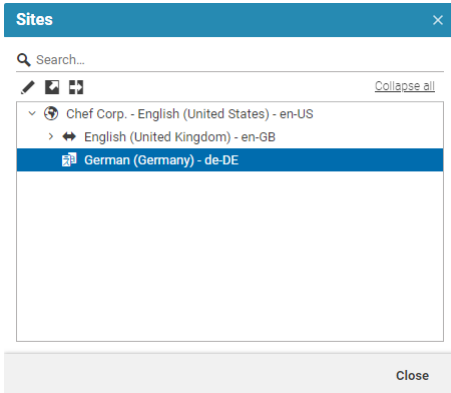 Sites
Search...
Collapse all
Chef Corp. - English (United States) - en-US
English (United Kingdom) - en-GB
German (Germany) - de-DE
Close